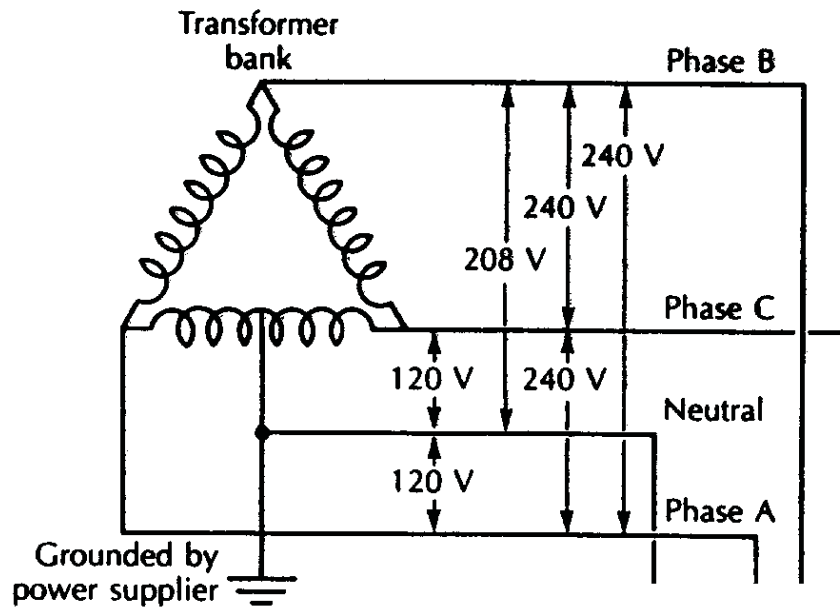 Transformer
bank
Phase B
240 V
240 V
208 V
Phase C
120 V
240 V
Neutral
120 V
Phase A
Grounded by
power supplier